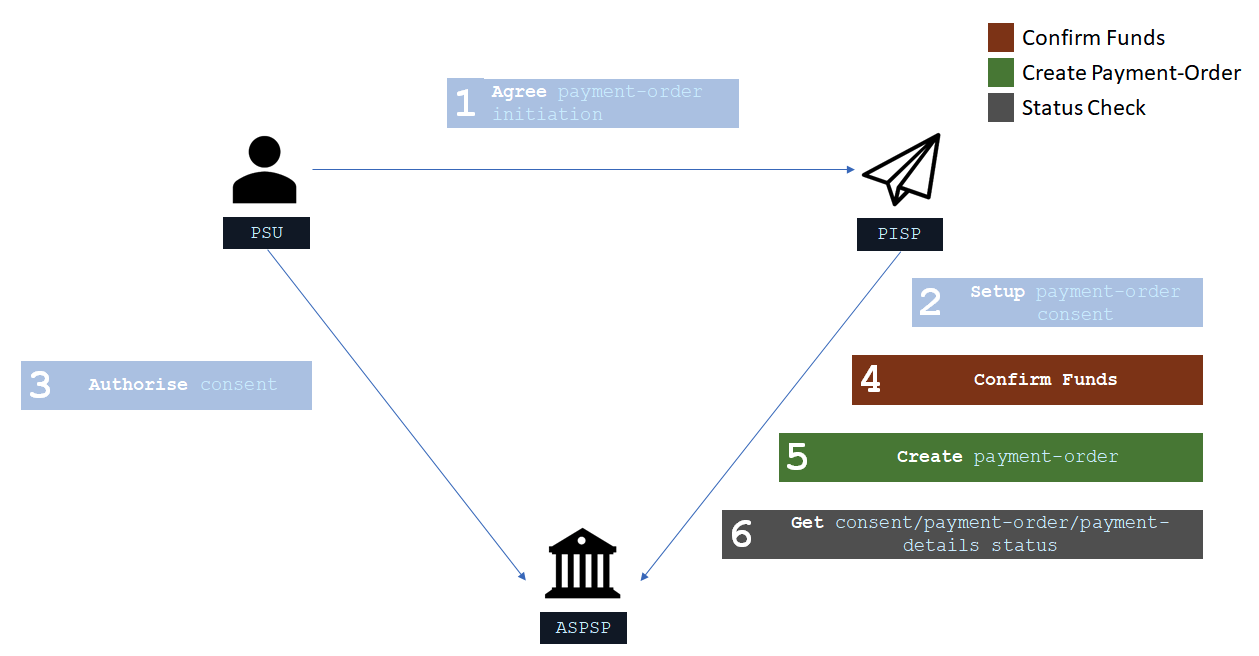 Confirm Funds
Create Payment-Order
Status Check
1 Agree payment-order
initiation
PSU
PISP
2 Setup payment-order
consent
3 Authorise consent
4 Confirm Funds
5 Create payment-order
6 Get consent/payment-order/payment-
details status
ASPSP